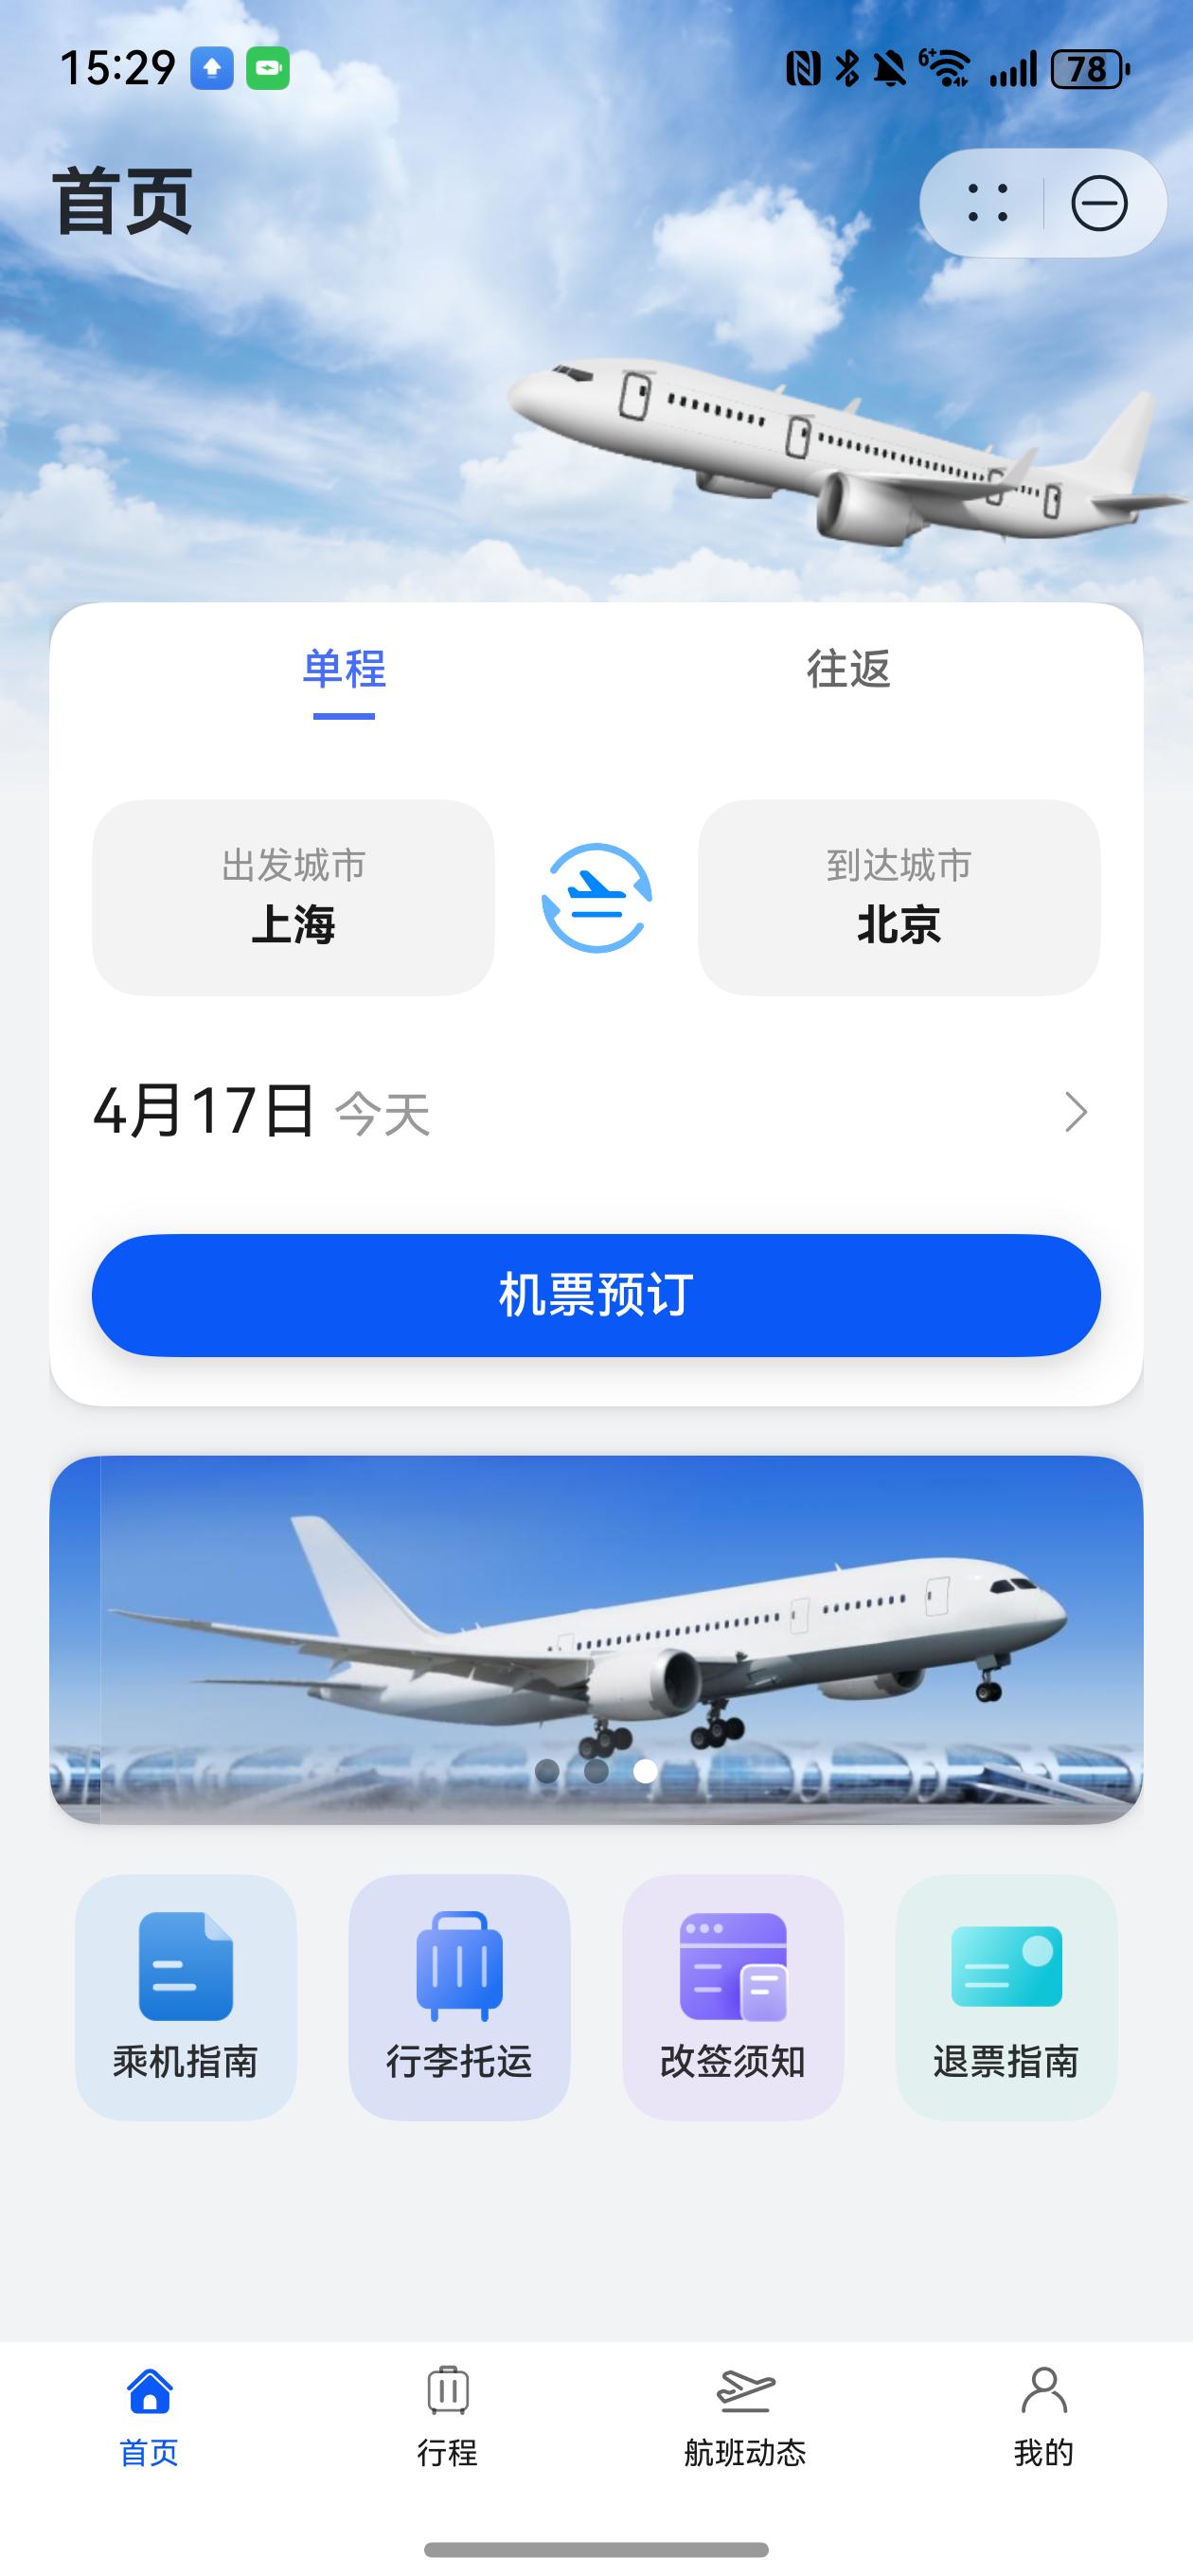 15:29
6+
78
首页
单程
往返
出发城市
上海
到达城市
北京
4月17日 今天
机票预订
乘机指南
行李托运
改签须知
退票指南
首页
行程
航班动态
我的